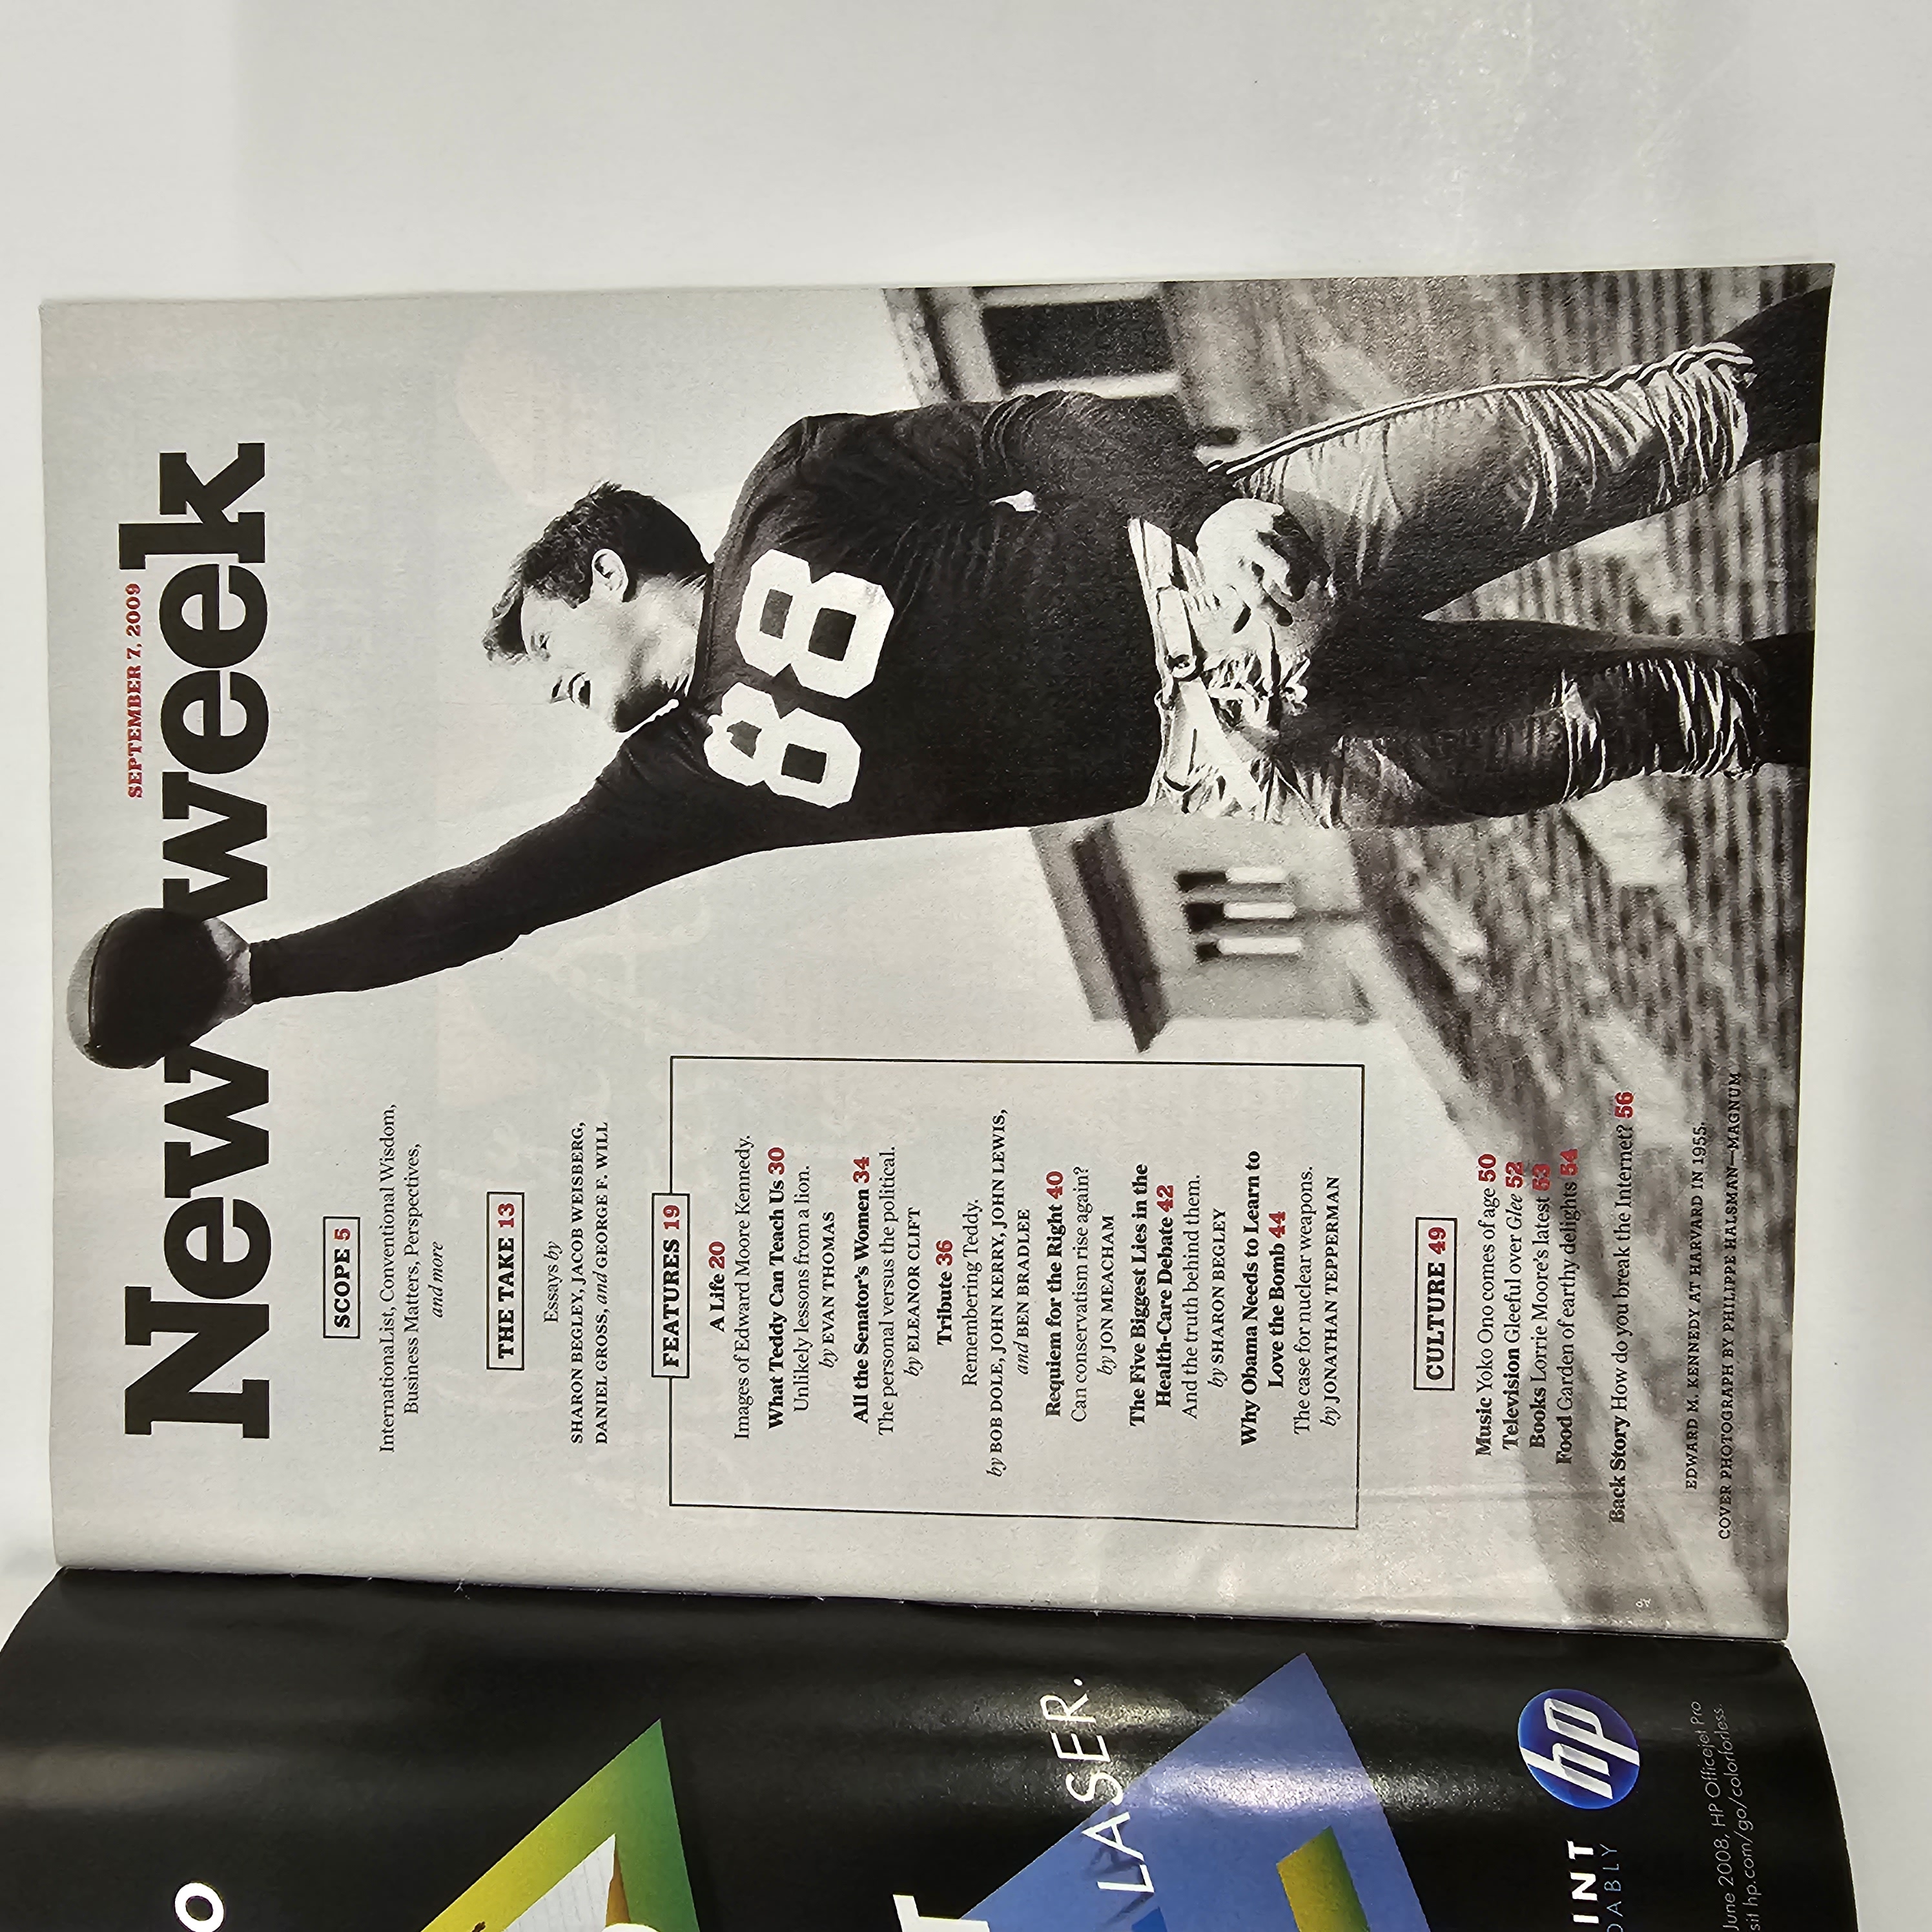 O
T
LASER.
INT
DABLY
hp
June 2008, HP Officejet Pro
sit hp.com/go/colorforless.
SEPTEMBER 7, 2009
New week
SCOPE 5
InternationaList, Conventional Wisdom,
Business Matters, Perspectives,
and more
THE TAKE 13
Essays by
SHARON BEGLEY, JACOB WEISBERG,
DANIEL GROSS, and GEORGE F. WILL
FEATURES 19
A Life 20
Images of Edward Moore Kennedy.
What Teddy Can Teach Us 30
Unlikely lessons from a lion.
by EVAN THOMAS
All the Senator's Women 34
The personal versus the political.
by ELEANOR CLIFT
Tribute 36
Remembering Teddy.
by BOB DOLE, JOHN KERRY, JOHN LEWIS,
and BEN BRADLEE
Requiem for the Right 40
Can conservatism rise again?
by JON MEACHAM
The Five Biggest Lies in the
Health-Care Debate 42
And the truth behind them.
by SHARON BEGLEY
Why Obama Needs to Learn to
Love the Bomb 44
The case for nuclear weapons.
by JONATHAN TEPPERMAN
CULTURE 49
Music Yoko Ono comes of age 50
Television Gleeful over Glee 52
Books Lorrie Moore's latest 53
Food Garden of earthy delights 54
Back Story How do you break the Internet? 56
EDWARD M. KENNEDY AT HARVARD IN 1955.
COVER PHOTOGRAPH BY PHILIPPE HALSMAN—MAGNUM
88